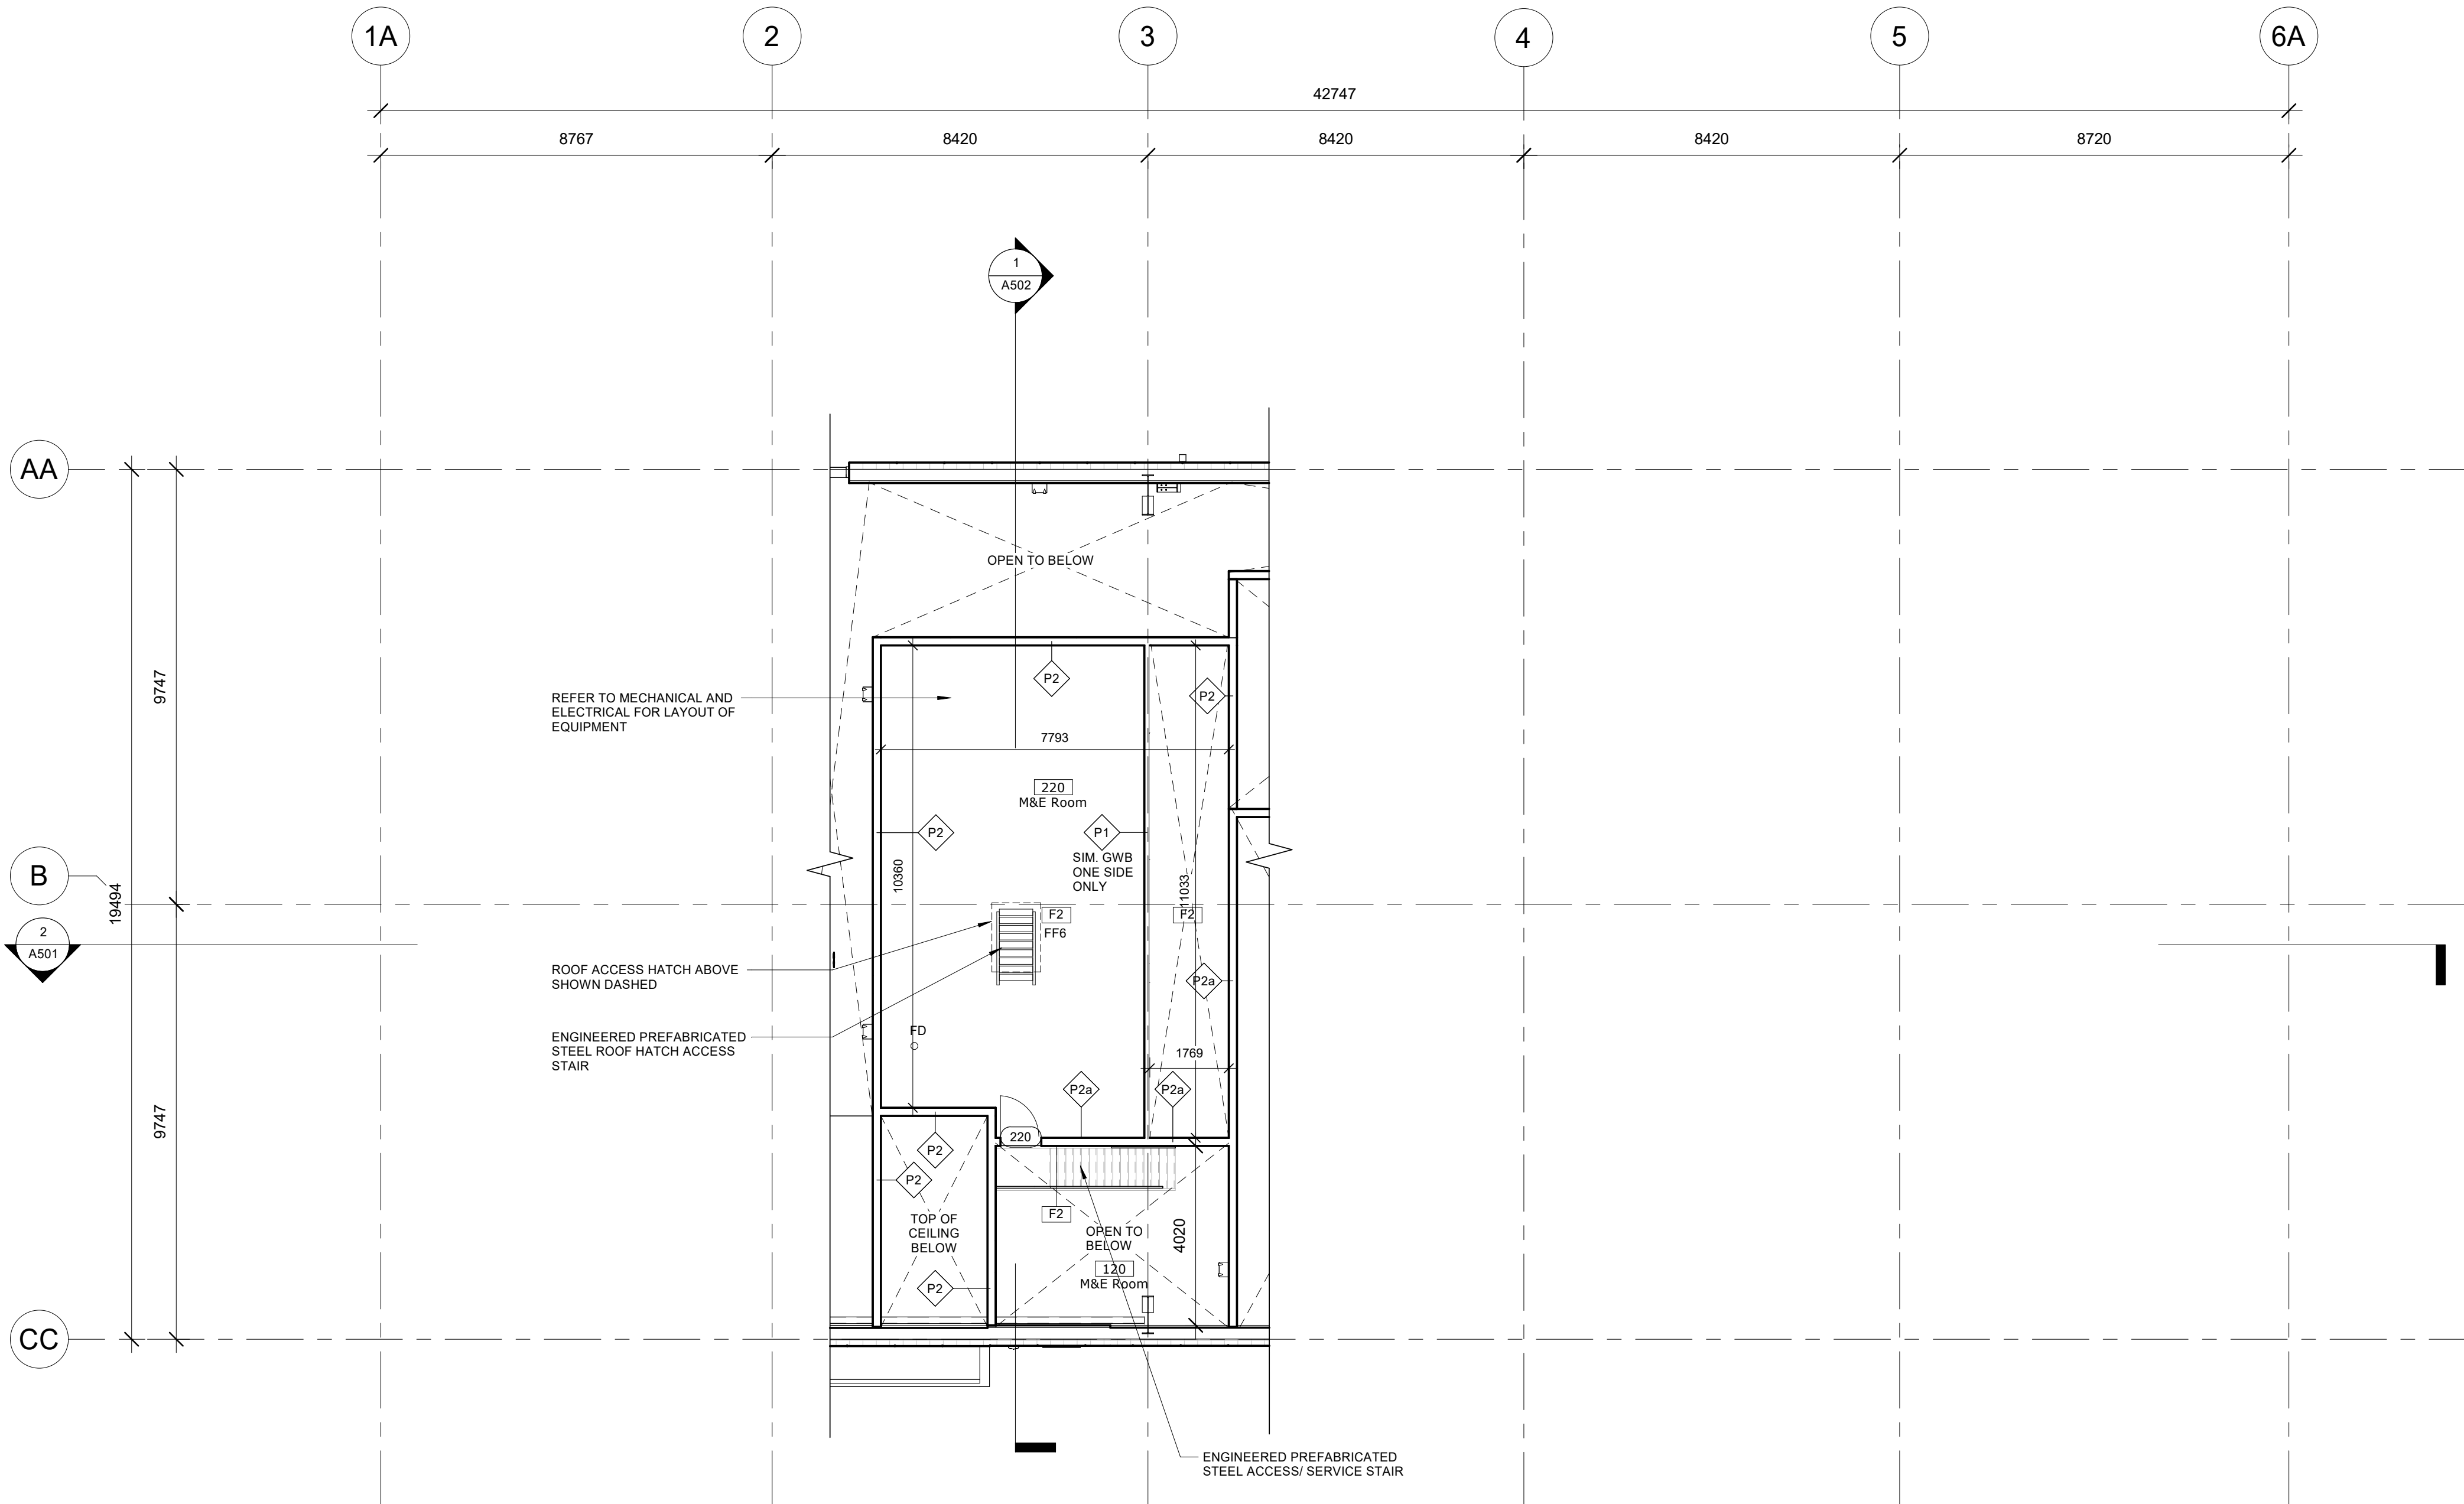 1A
2
3
4
5
6A
42747
8767
8420
8420
8420
8720
1
A502
AA
OPEN TO BELOW
9747
REFER TO MECHANICAL AND
ELECTRICAL FOR LAYOUT OF
EQUIPMENT
P2
P2
7793
220
M&E Room
P2
P1
SIM. GWB
ONE SIDE
ONLY
10360
11033
B
19494
F2
FF6
F2
2
A501
ROOF ACCESS HATCH ABOVE
SHOWN DASHED
P2a
ENGINEERED PREFABRICATED
STEEL ROOF HATCH ACCESS
STAIR
FD
1769
P2a
P2a
9747
220
P2
P2
F2
TOP OF
CEILING
BELOW
OPEN TO
BELOW
4020
120
M&E Room
P2
CC
ENGINEERED PREFABRICATED
STEEL ACCESS/ SERVICE STAIR